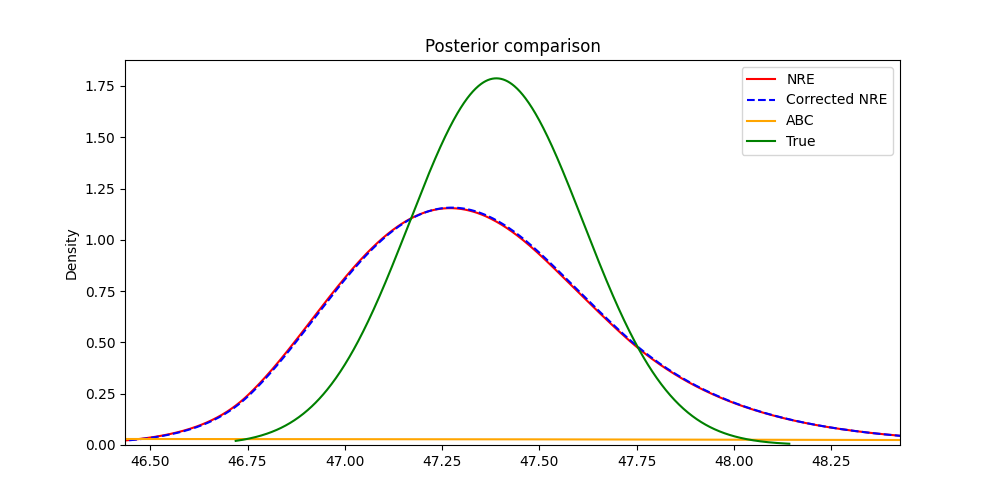 Posterior comparison
NRE
Corrected NRE
ABC
True
Density
1.75
1.50
1.25
1.00
0.75
0.50
0.25
0.00
46.50 46.75 47.00 47.25 47.50 47.75 48.00 48.25